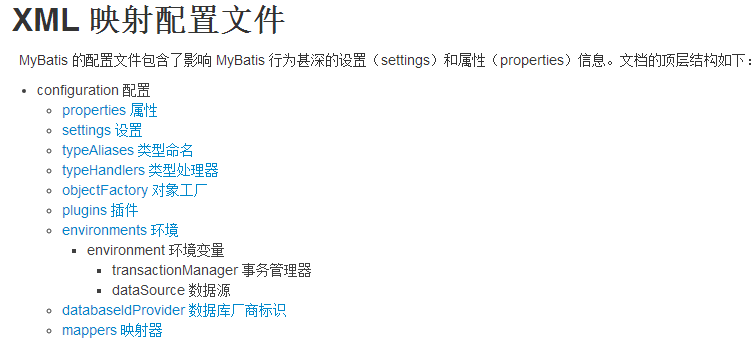 XML 映射配置文件
MyBatis 的配置文件包含了影响 MyBatis 行为甚深的设置（settings）和属性（properties）信息。文档的顶层结构如下：
configuration 配置
properties 属性
settings 设置
typeAliases 类型命名
typeHandlers 类型处理器
objectFactory 对象工厂
plugins 插件
environments 环境
environment 环境变量
transactionManager 事务管理器
dataSource 数据源
databaseIdProvider 数据库厂商标识
mappers 映射器